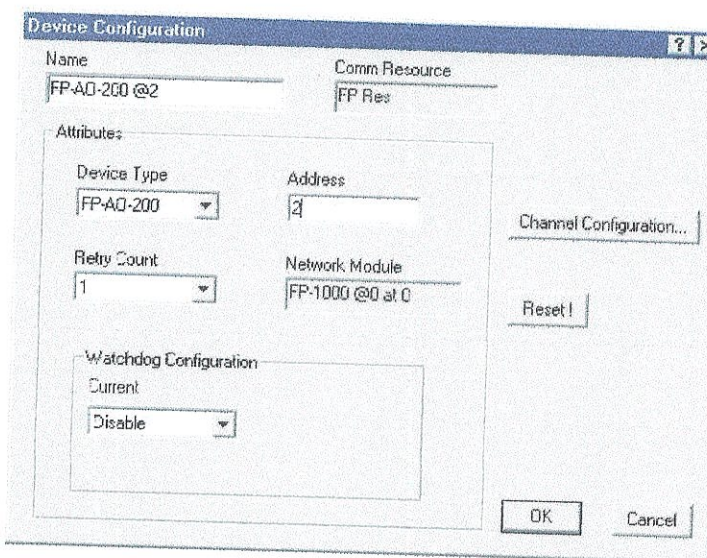 Device Configuration
? ×
Name
Comm Resource
FP-AO-200 @2
FP Res
Attributes
Device Type
Address
FP-AO-200
2
Channel Configuration...
Retry Count
Network Module
1
FP-1000 @0 at 0
Reset!
Watchdog Configuration
Current
Disable
OK
Cancel